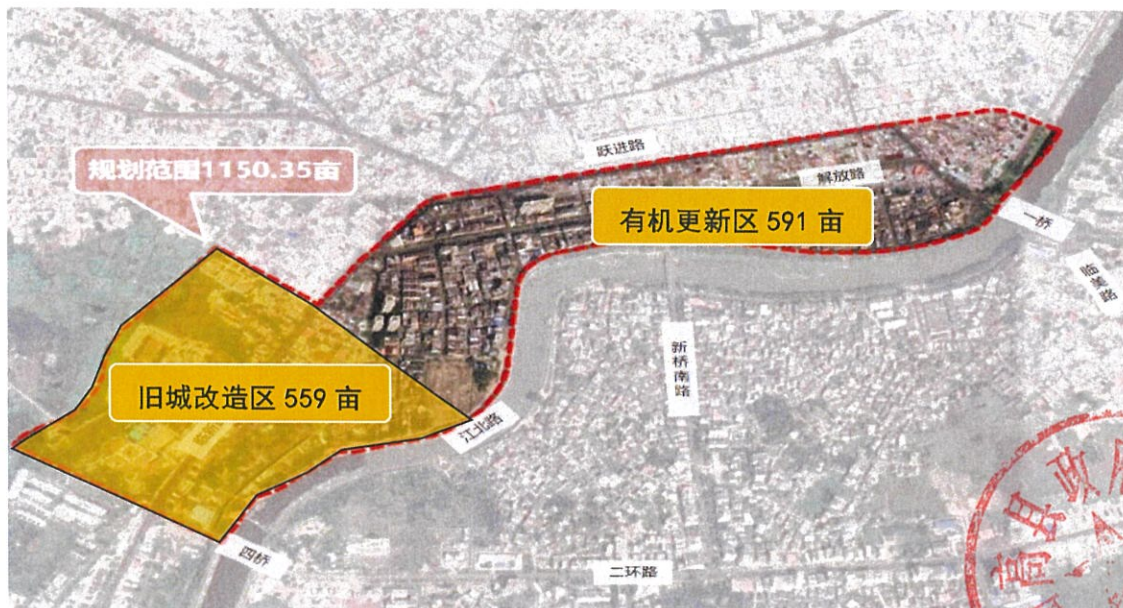 规划范围1150.35亩
跃进路
解放路
有机更新区 591 亩
一桥
临美路
新桥南路
旧城改造区 559 亩
江北路
四桥
二环路
高县政